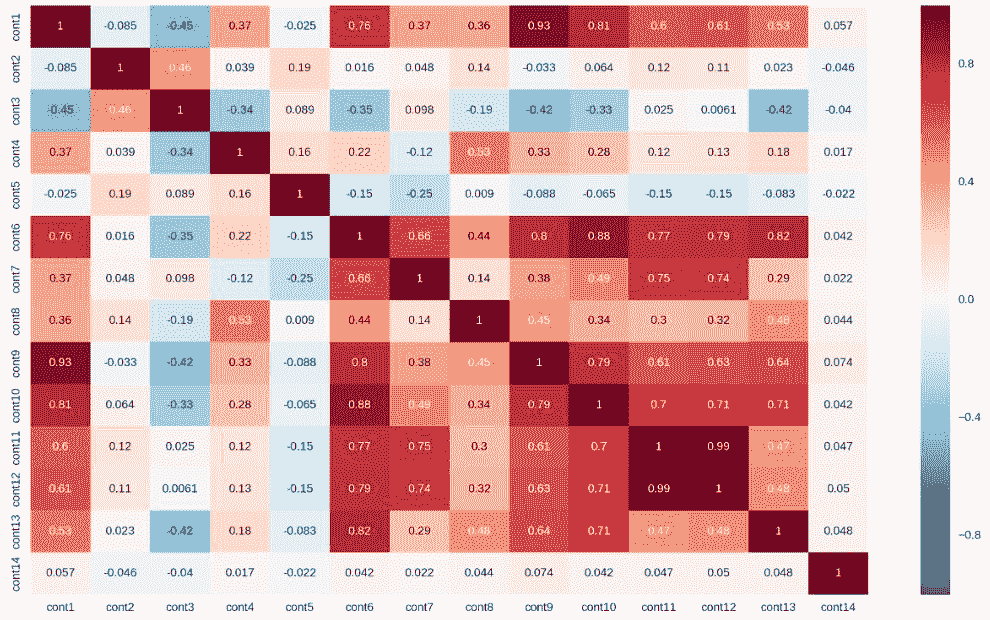 cont1 1 -0.085 -0.45 0.37 -0.025 0.76 0.37 0.36 0.93 0.81 0.6 0.61 0.53 0.057
cont2 -0.085 1 0.46 0.039 0.19 0.016 0.048 0.14 -0.033 0.064 0.12 0.11 0.023 -0.046
cont3 -0.45 0.46 1 -0.34 0.089 -0.35 0.098 -0.19 -0.42 -0.33 0.025 0.0061 -0.42 -0.04
cont4 0.37 0.039 -0.34 1 0.16 0.22 -0.12 0.53 0.33 0.28 0.12 0.13 0.18 0.017
cont5 -0.025 0.19 0.089 0.16 1 -0.15 -0.25 0.009 -0.088 -0.065 -0.15 -0.15 -0.083 -0.022
cont6 0.76 0.016 -0.35 0.22 -0.15 1 0.66 0.44 0.8 0.88 0.77 0.79 0.82 0.042
cont7 0.37 0.048 0.098 -0.12 -0.25 0.66 1 0.14 0.38 0.49 0.75 0.74 0.29 0.022
cont8 0.36 0.14 -0.19 0.53 0.009 0.44 0.14 1 0.45 0.34 0.3 0.32 0.48 0.044
cont9 0.93 -0.033 -0.42 0.33 -0.088 0.8 0.38 0.45 1 0.79 0.61 0.63 0.64 0.074
cont10 0.81 0.064 -0.33 0.28 -0.065 0.88 0.49 0.34 0.79 1 0.7 0.71 0.71 0.042
cont11 0.6 0.12 0.025 0.12 -0.15 0.77 0.75 0.3 0.61 0.7 1 0.99 0.47 0.047
cont12 0.61 0.11 0.0061 0.13 -0.15 0.79 0.74 0.32 0.63 0.71 0.99 1 0.48 0.05
cont13 0.53 0.023 -0.42 0.18 -0.083 0.82 0.29 0.48 0.64 0.71 0.47 0.48 1 0.048
cont14 0.057 -0.046 -0.04 0.017 -0.022 0.042 0.022 0.044 0.074 0.042 0.047 0.05 0.048 1
cont1 cont2 cont3 cont4 cont5 cont6 cont7 cont8 cont9 cont10 cont11 cont12 cont13 cont14
0.8
0.4
0.0
−0.4
−0.8